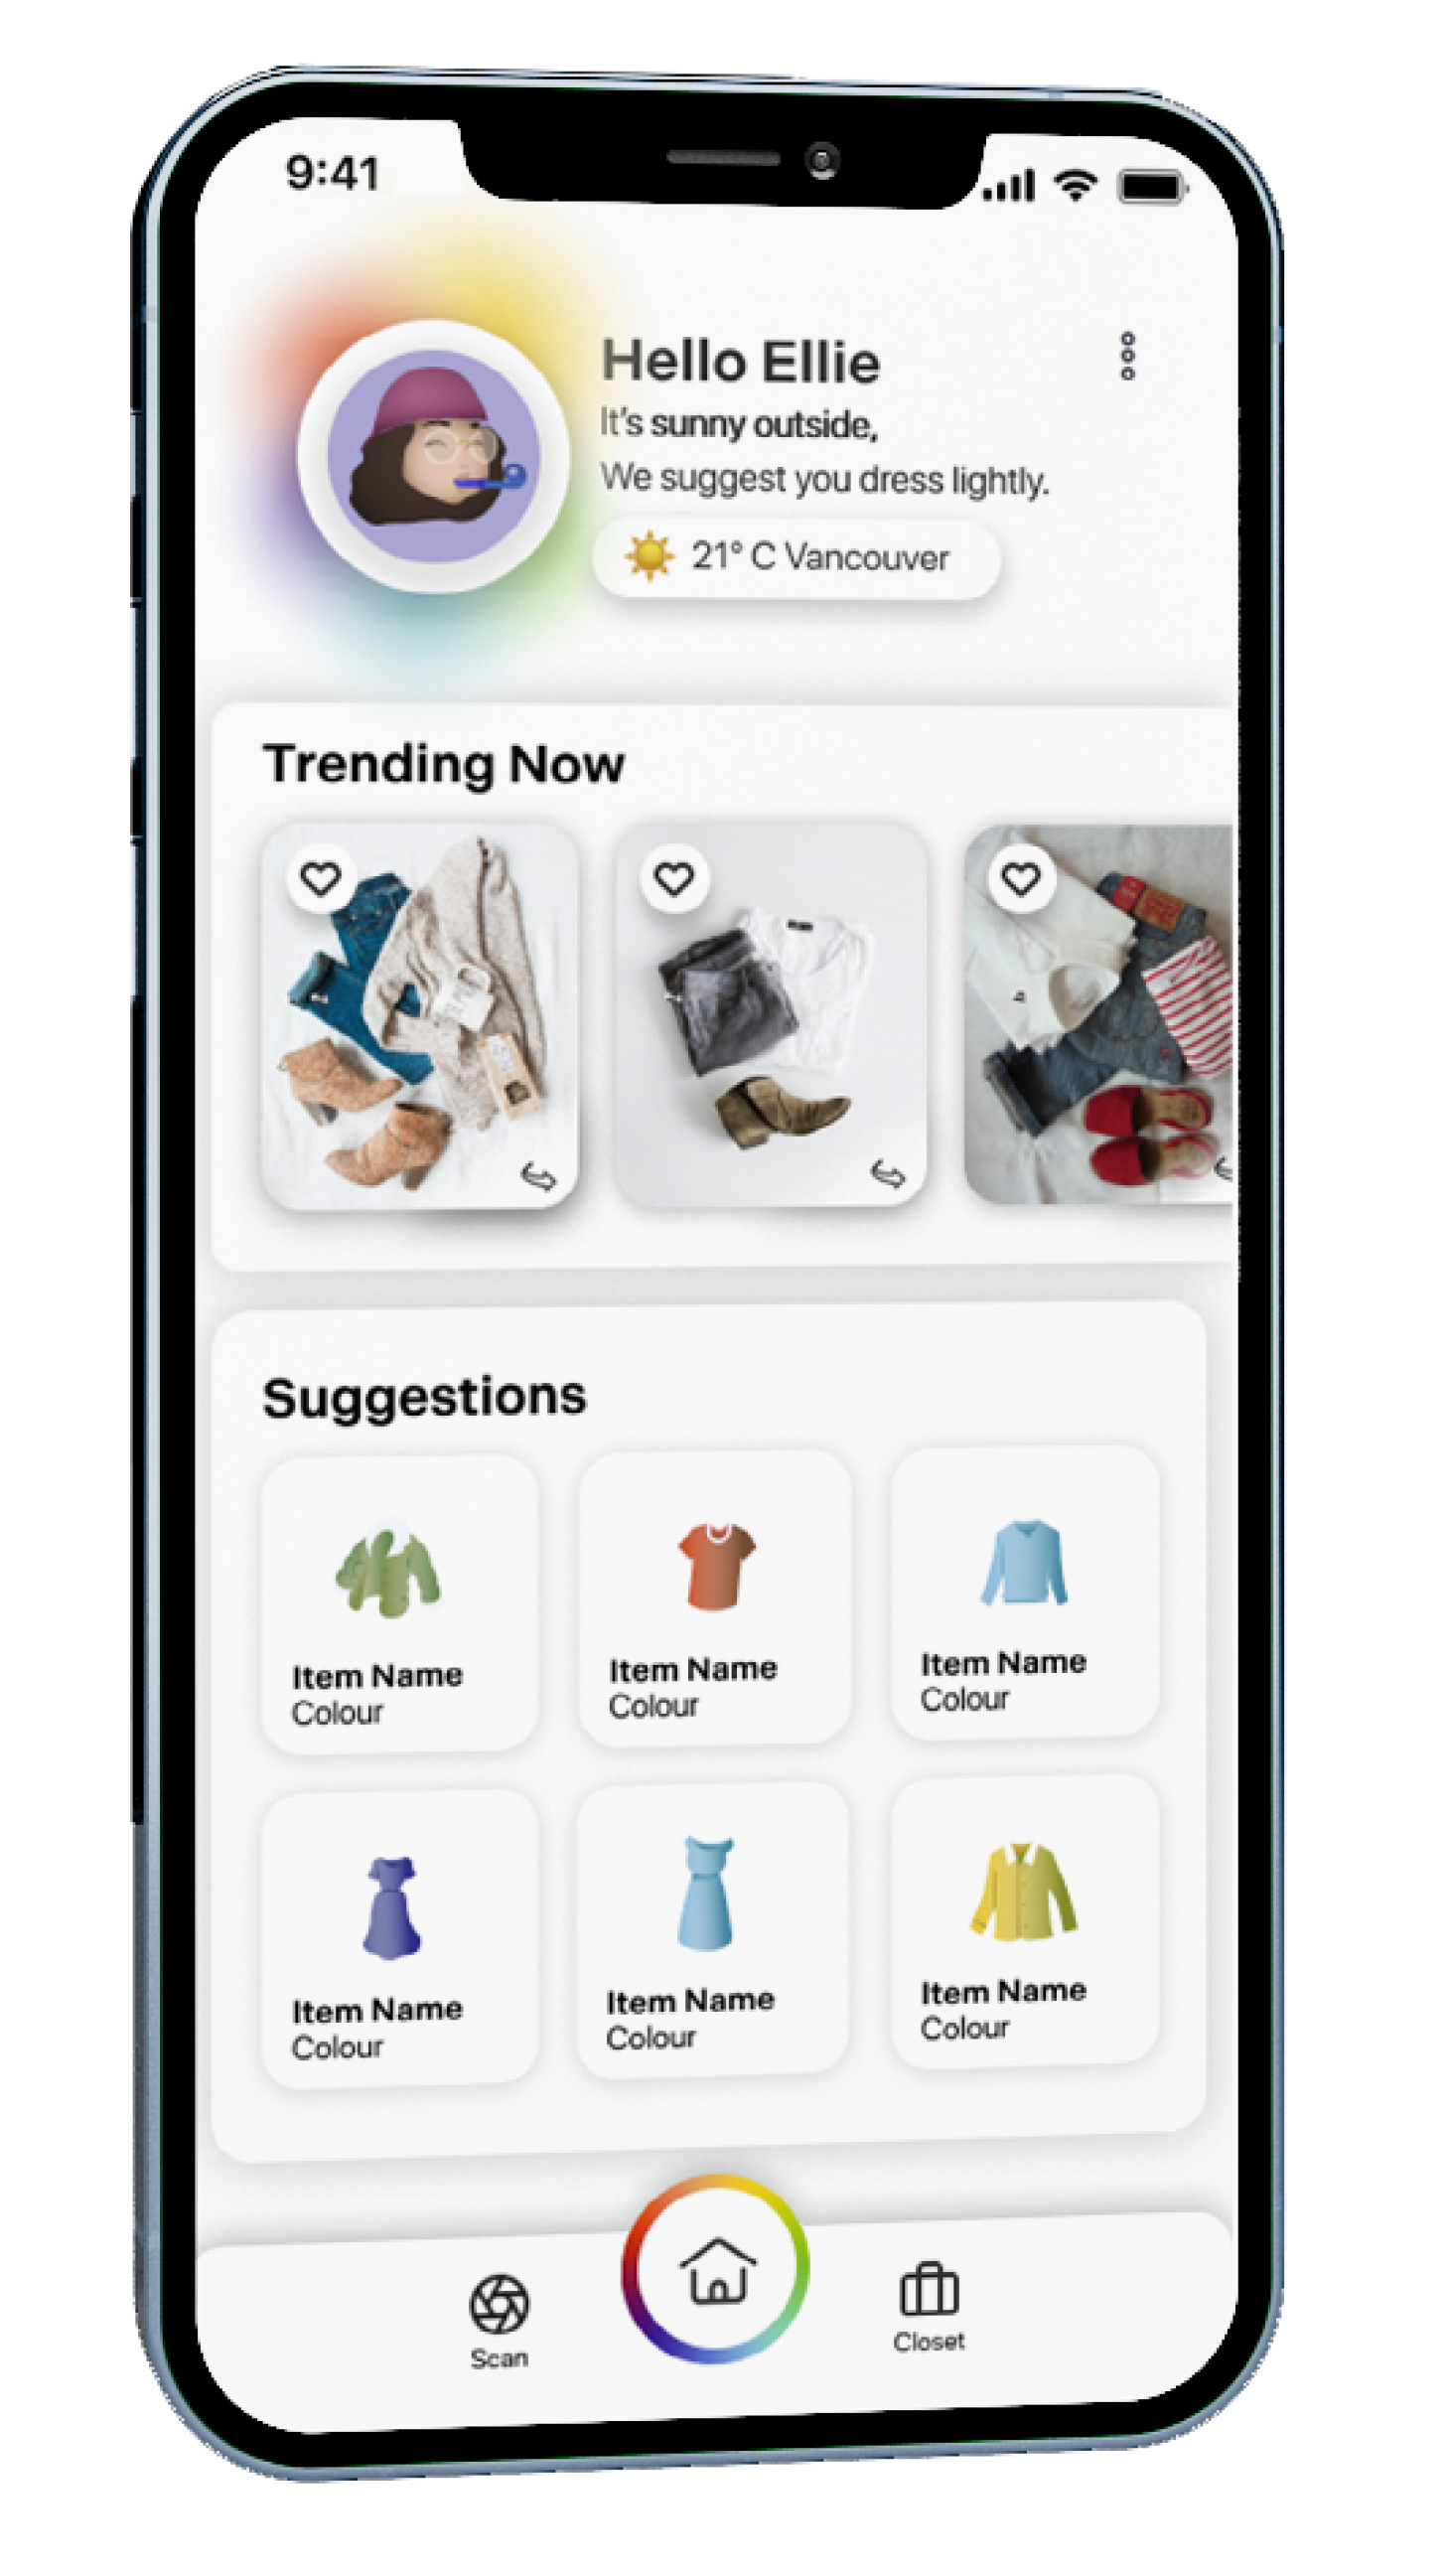 9:41
Hello Ellie
It's sunny outside,
We suggest you dress lightly.
21° C Vancouver
Trending Now
Suggestions
Item Name
Colour
Item Name
Colour
Item Name
Colour
Item Name
Colour
Item Name
Colour
Item Name
Colour
Scan
Closet